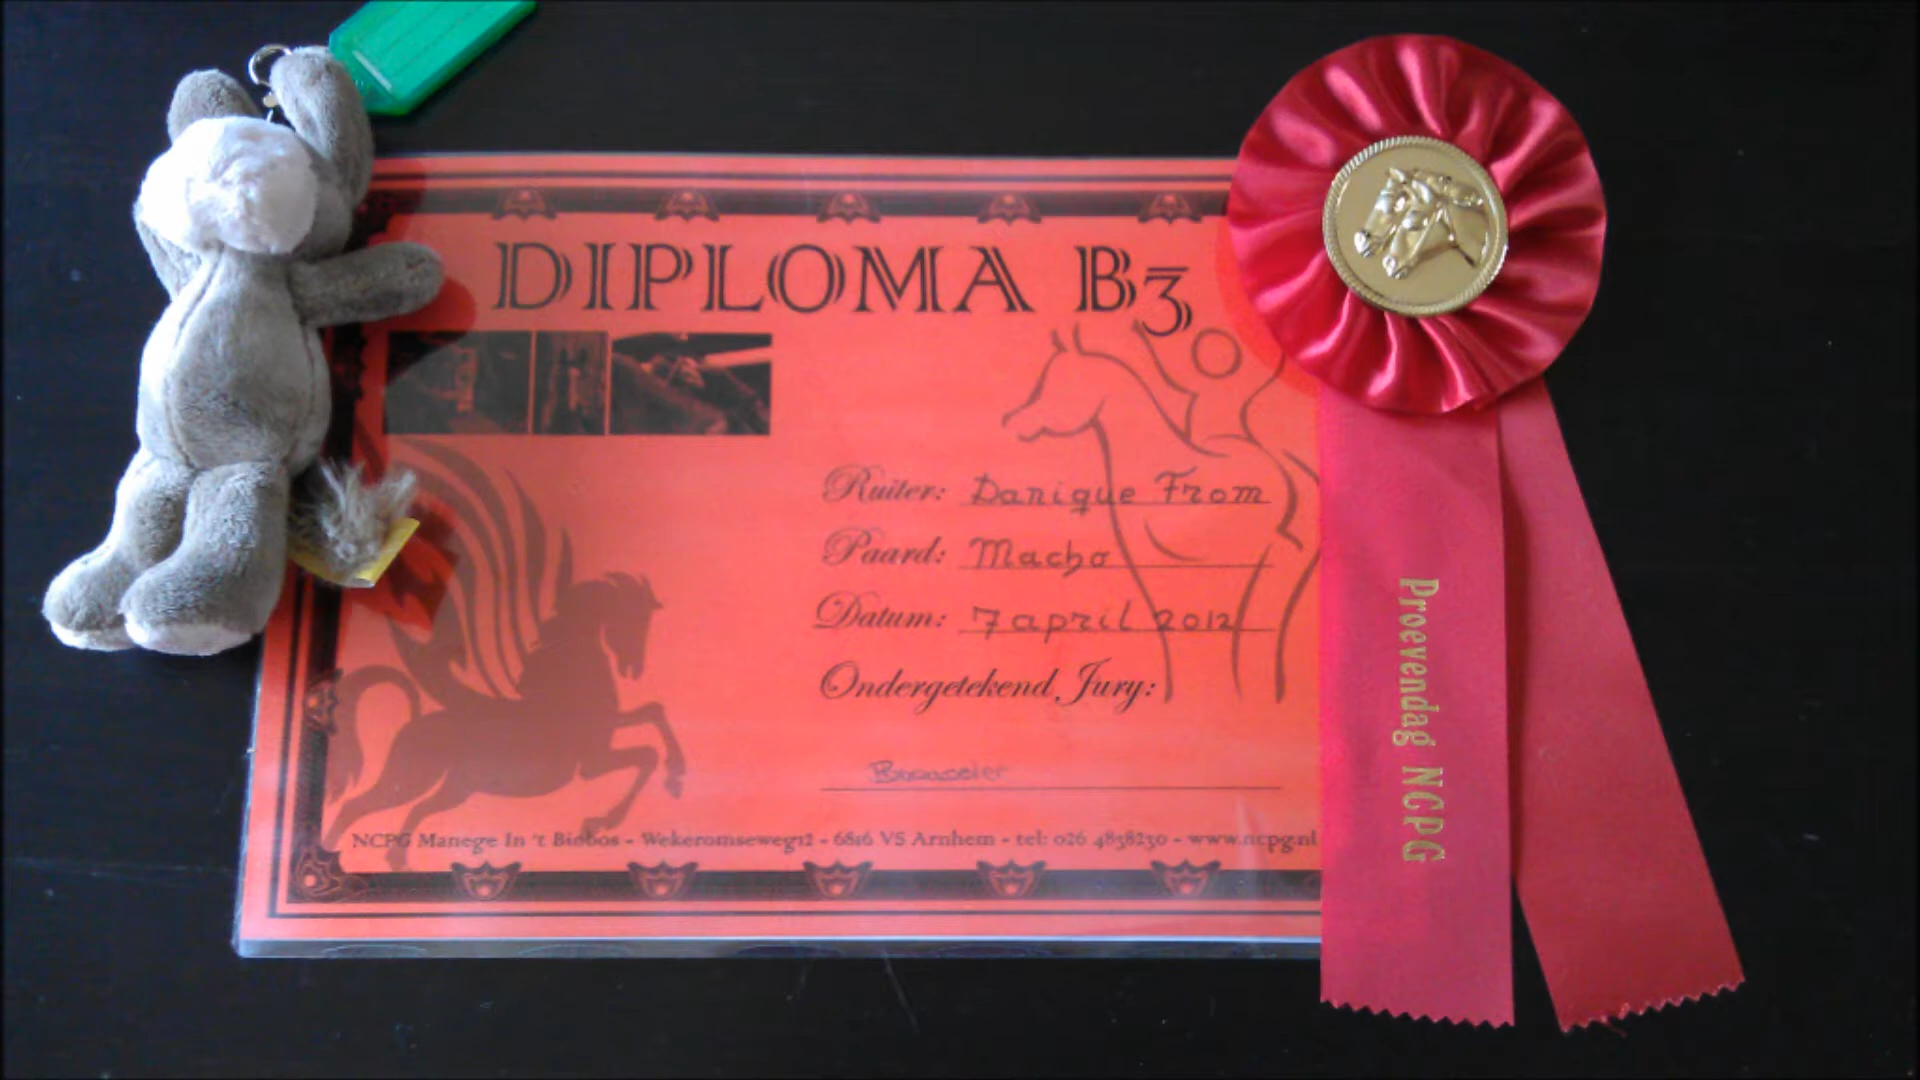 DIPLOMA B3
Ruiter: Danique From
Paard: Macho
Datum: 7 april 2012
Ondergetekend Jury:
NCPG Manege In 't Binbos - Wekeromseweg12 - 6816 VS Arnhem - tel: 026 4838230 - www.ncpg.nl
Proevendag NCPG